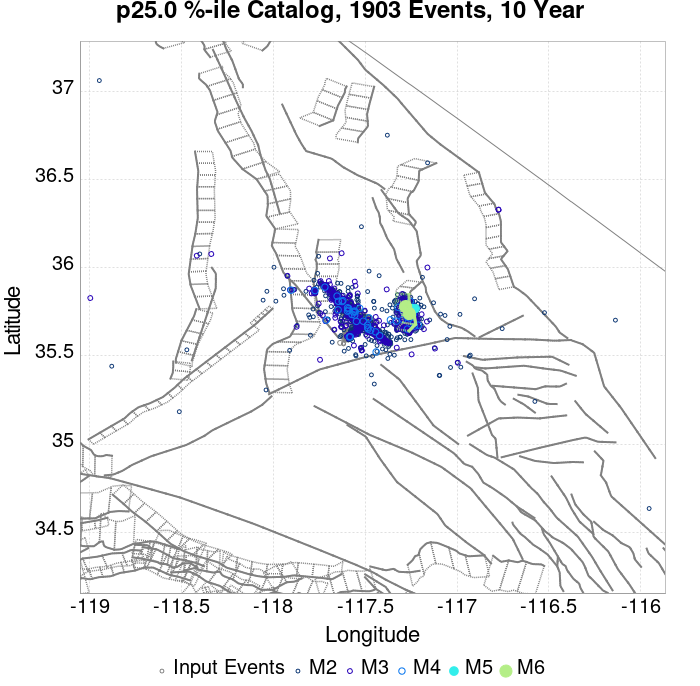 p25.0 %-ile Catalog, 1903 Events, 10 Year
37
36.5
36
35.5
35
34.5
Latitude
-119 -118.5 -118 -117.5 -117 -116.5 -116
Longitude
Input Events M2 M3 M4 M5 M6